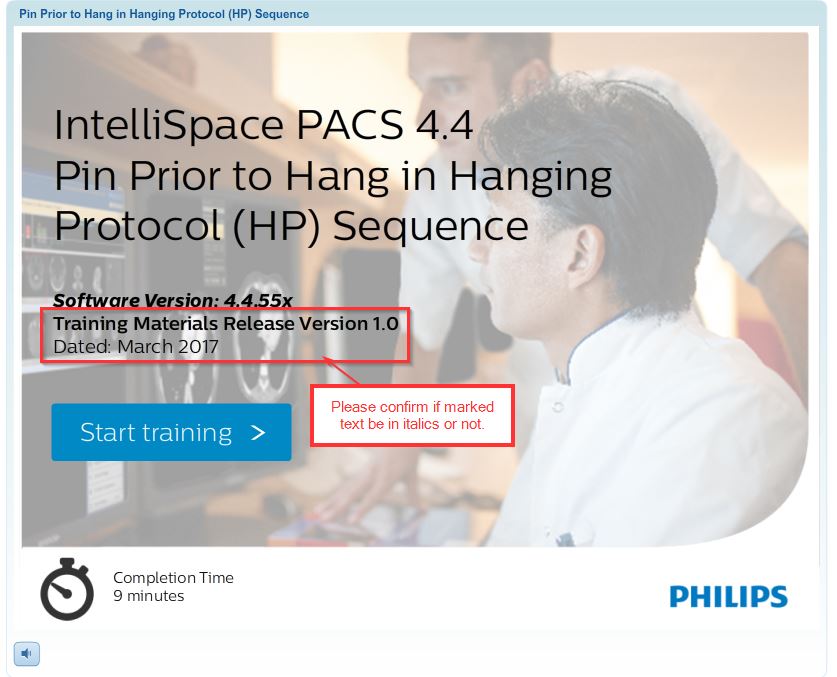 Pin Prior to Hang in Hanging Protocol (HP) Sequence
IntelliSpace PACS 4.4
Pin Prior to Hang in Hanging
Protocol (HP) Sequence
Software Version: 4.4.55x
Training Materials Release Version 1.0
Dated: March 2017
Please confirm if marked
text be in italics or not.
Start training >
Completion Time
9 minutes
PHILIPS